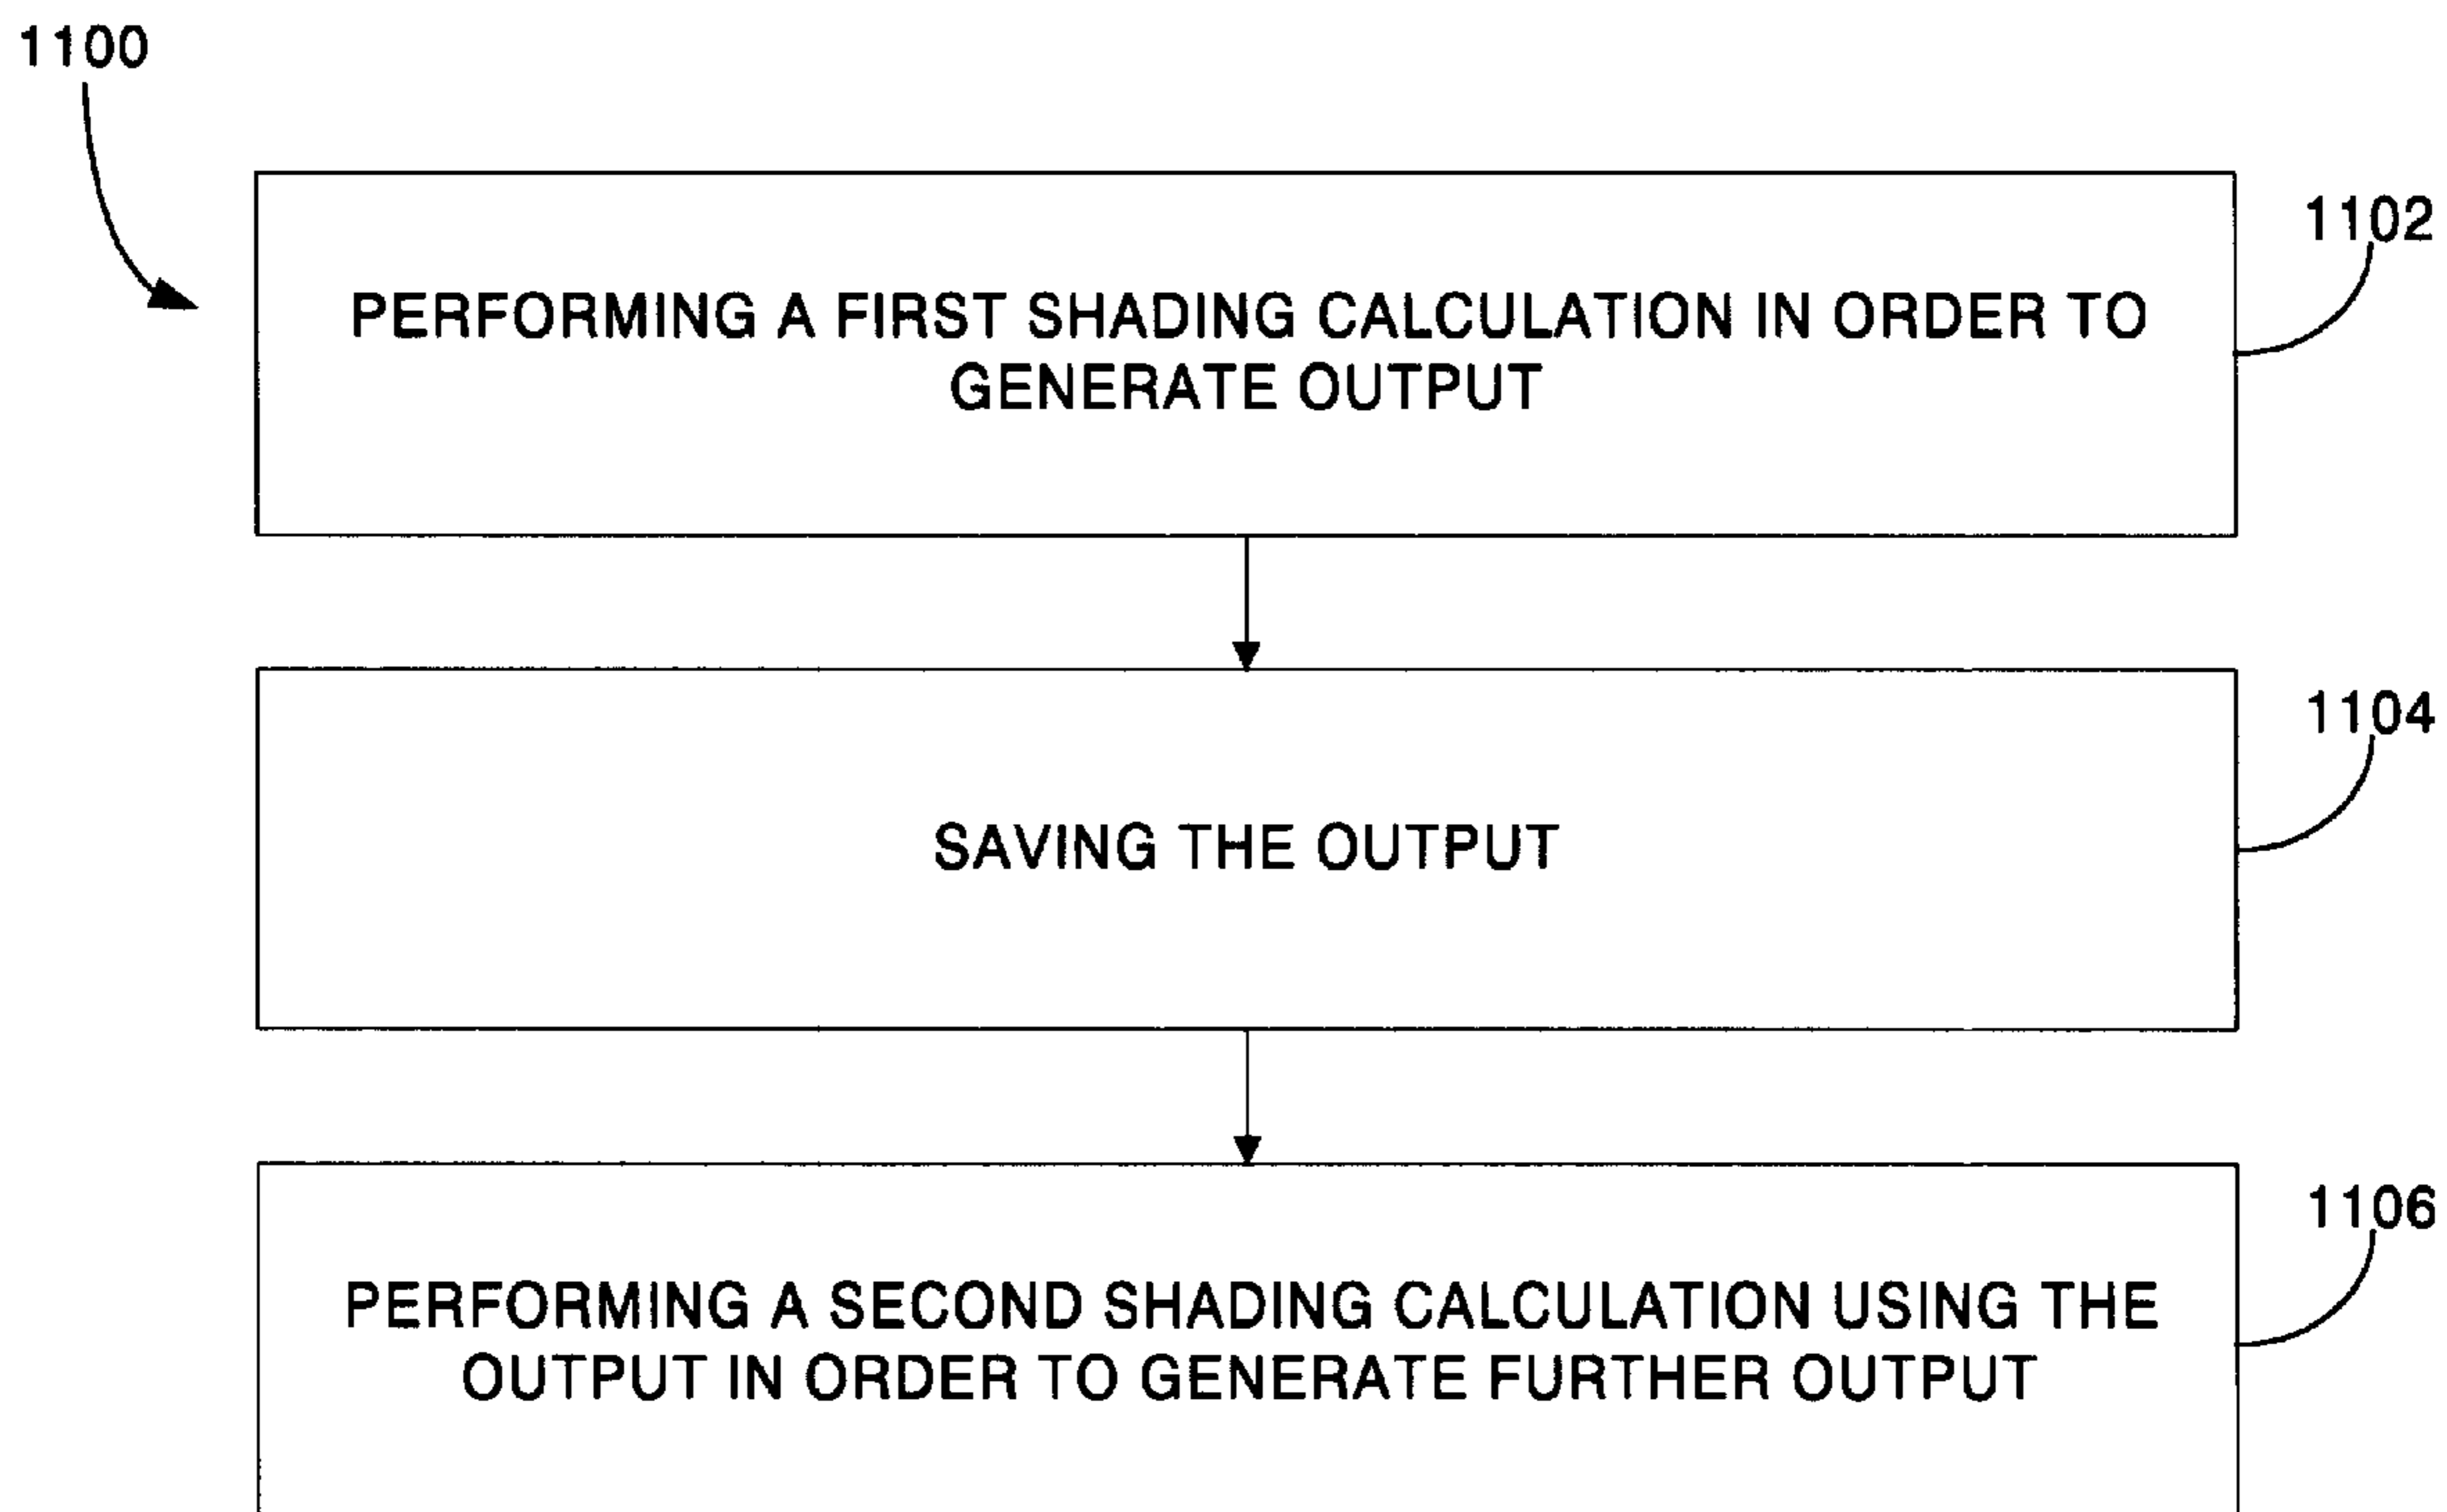 1100
1102
PERFORMING A FIRST SHADING CALCULATION IN ORDER TO
GENERATE OUTPUT
1104
SAVING THE OUTPUT
1106
PERFORMING A SECOND SHADING CALCULATION USING THE
OUTPUT IN ORDER TO GENERATE FURTHER OUTPUT